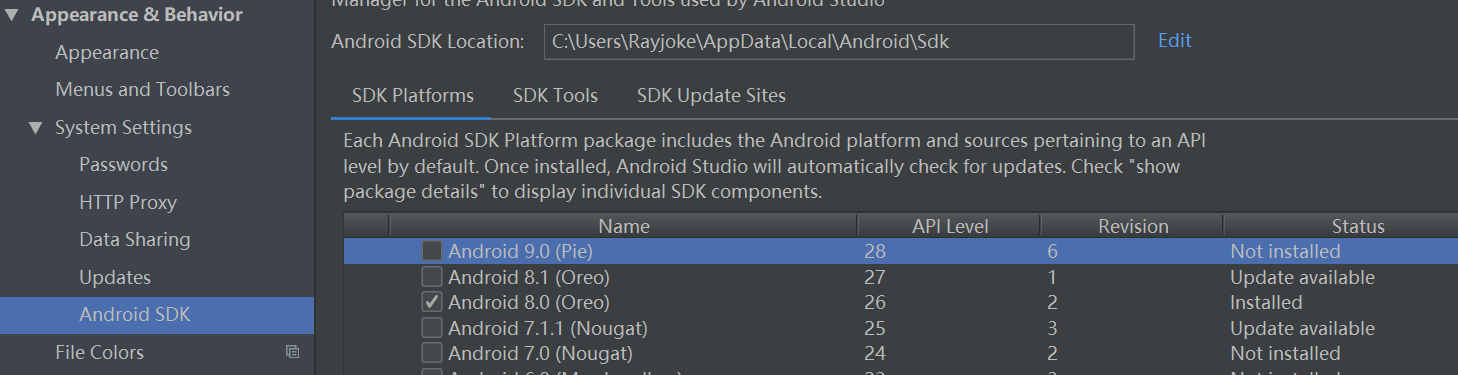 Manager for the Android SDK and Tools used by Android Studio
Appearance & Behavior
Appearance
Menus and Toolbars
System Settings
Passwords
HTTP Proxy
Data Sharing
Updates
Android SDK
File Colors
Android SDK Location: C:\Users\Rayjoke\AppData\Local\Android\Sdk Edit
SDK Platforms SDK Tools SDK Update Sites
Each Android SDK Platform package includes the Android platform and sources pertaining to an API
level by default. Once installed, Android Studio will automatically check for updates. Check "show
package details" to display individual SDK components.
Name API Level Revision Status
Android 9.0 (Pie) 28 6 Not installed
Android 8.1 (Oreo) 27 1 Update available
Android 8.0 (Oreo) 26 2 Installed
Android 7.1.1 (Nougat) 25 3 Update available
Android 7.0 (Nougat) 24 2 Not installed